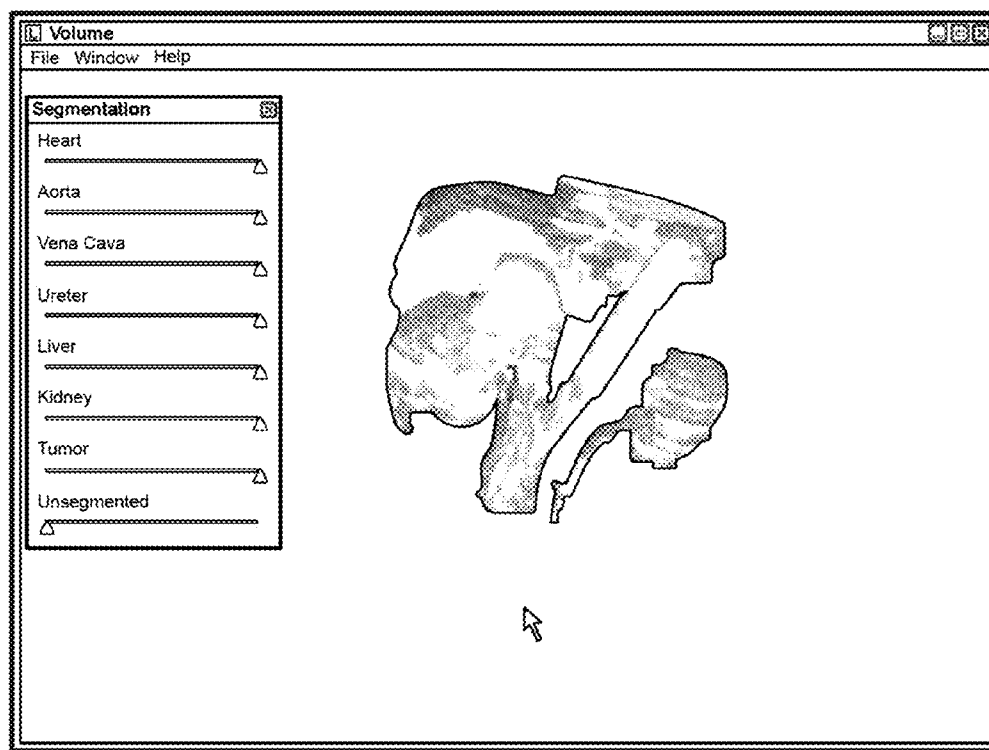 L Volume
File Window Help
Segmentation
Heart
Aorta
Vena Cava
Ureter
Liver
Kidney
Tumor
Unsegmented